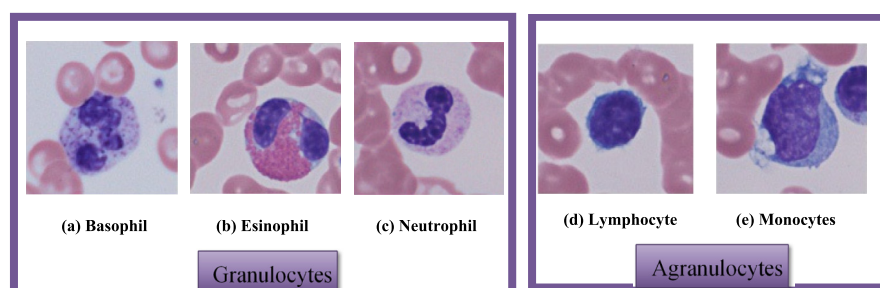 (a) Basophil
(b) Esinophil
(c) Neutrophil
Granulocytes
(d) Lymphocyte
(e) Monocytes
Agranulocytes